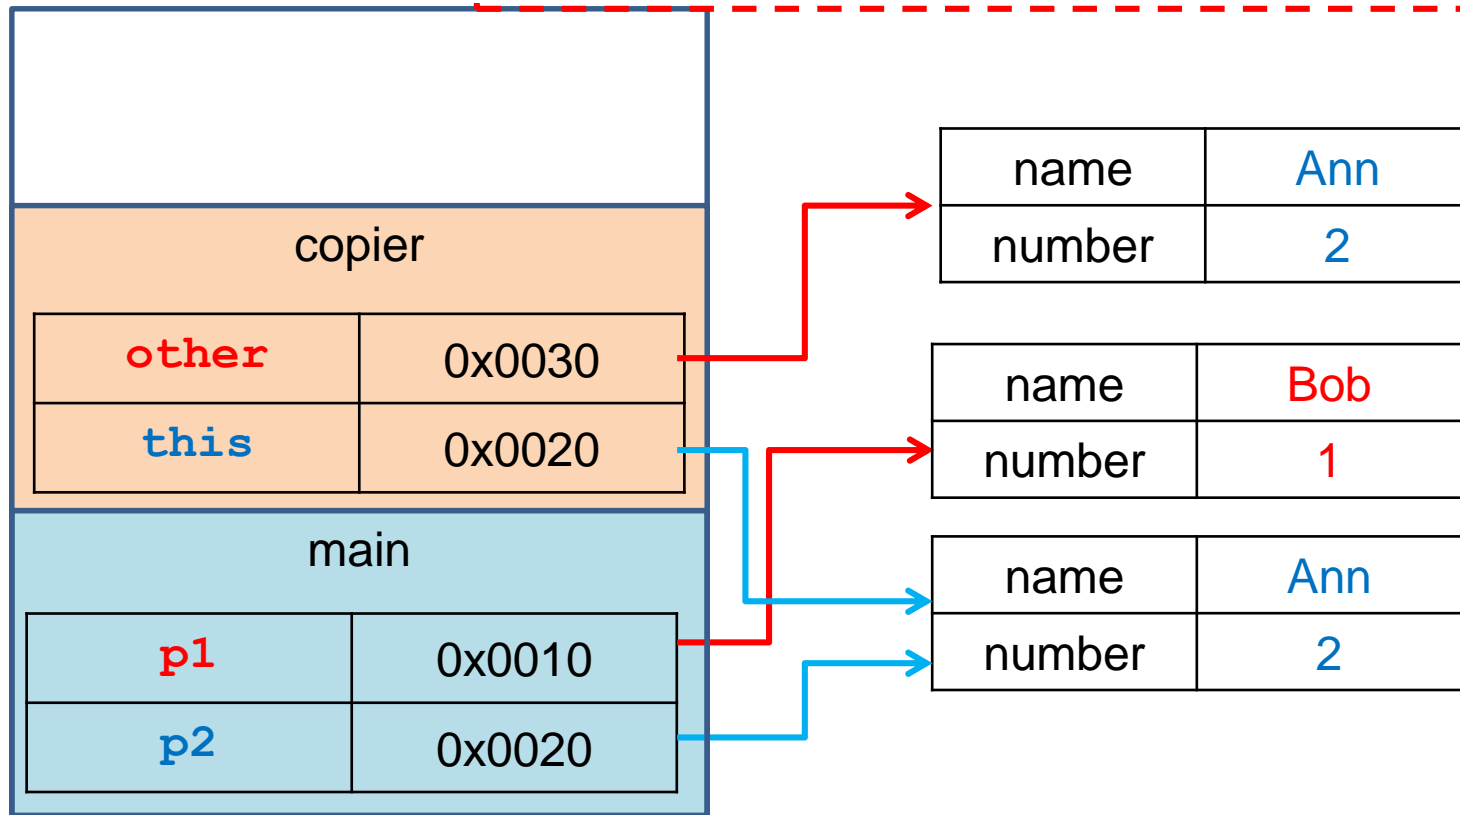 copier
other 0x0030
this 0x0020
main
p1 0x0010
p2 0x0020
name Ann
number 2
name Bob
number 1
name Ann
number 2